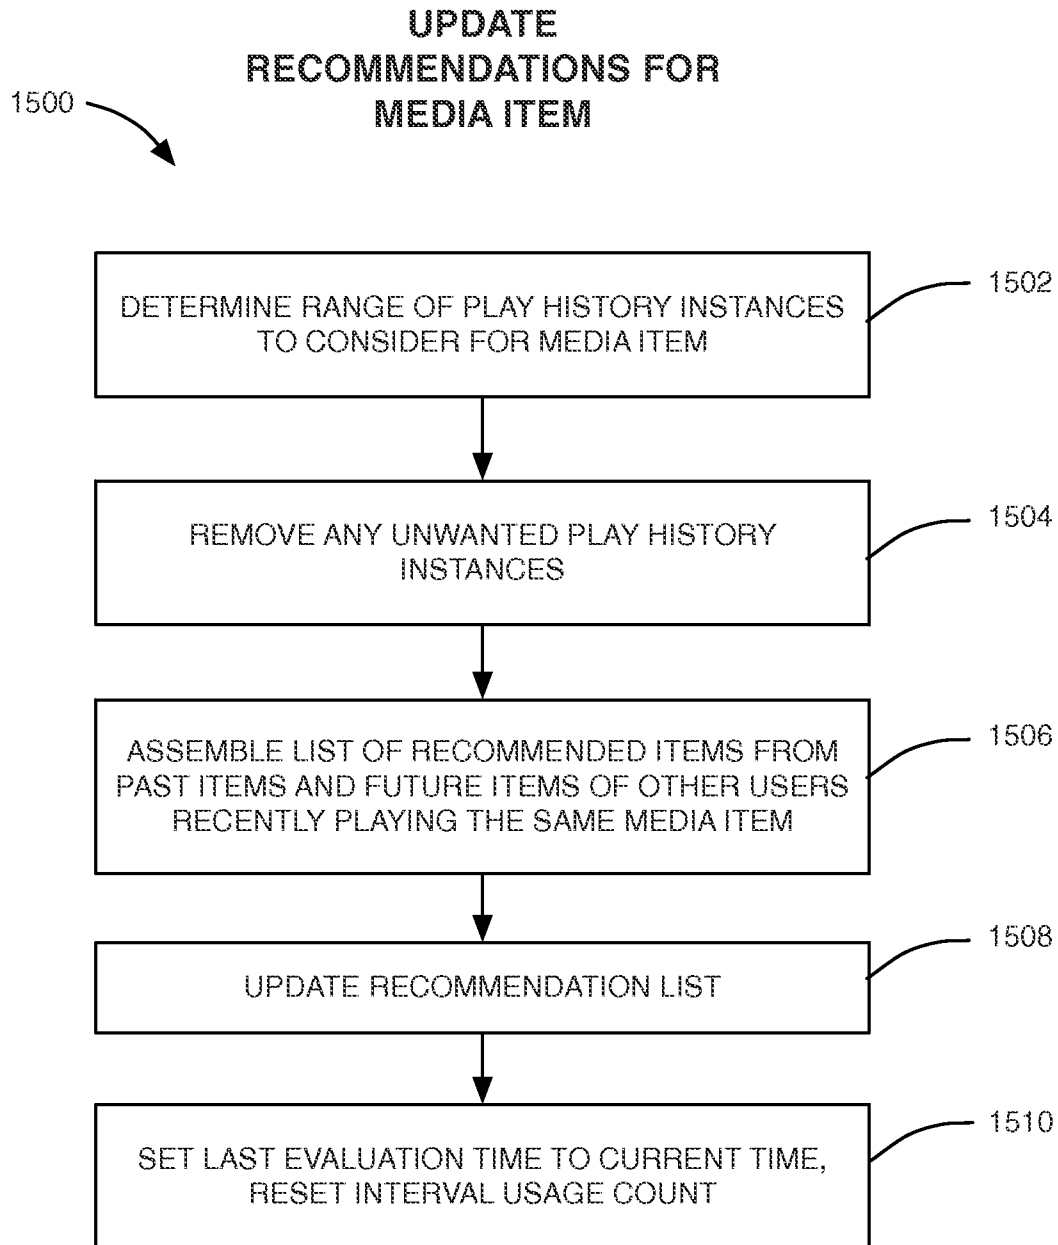 UPDATE
RECOMMENDATIONS FOR
MEDIA ITEM
1500
1502
DETERMINE RANGE OF PLAY HISTORY INSTANCES
TO CONSIDER FOR MEDIA ITEM
1504
REMOVE ANY UNWANTED PLAY HISTORY
INSTANCES
1506
ASSEMBLE LIST OF RECOMMENDED ITEMS FROM
PAST ITEMS AND FUTURE ITEMS OF OTHER USERS
RECENTLY PLAYING THE SAME MEDIA ITEM
1508
UPDATE RECOMMENDATION LIST
1510
SET LAST EVALUATION TIME TO CURRENT TIME,
RESET INTERVAL USAGE COUNT